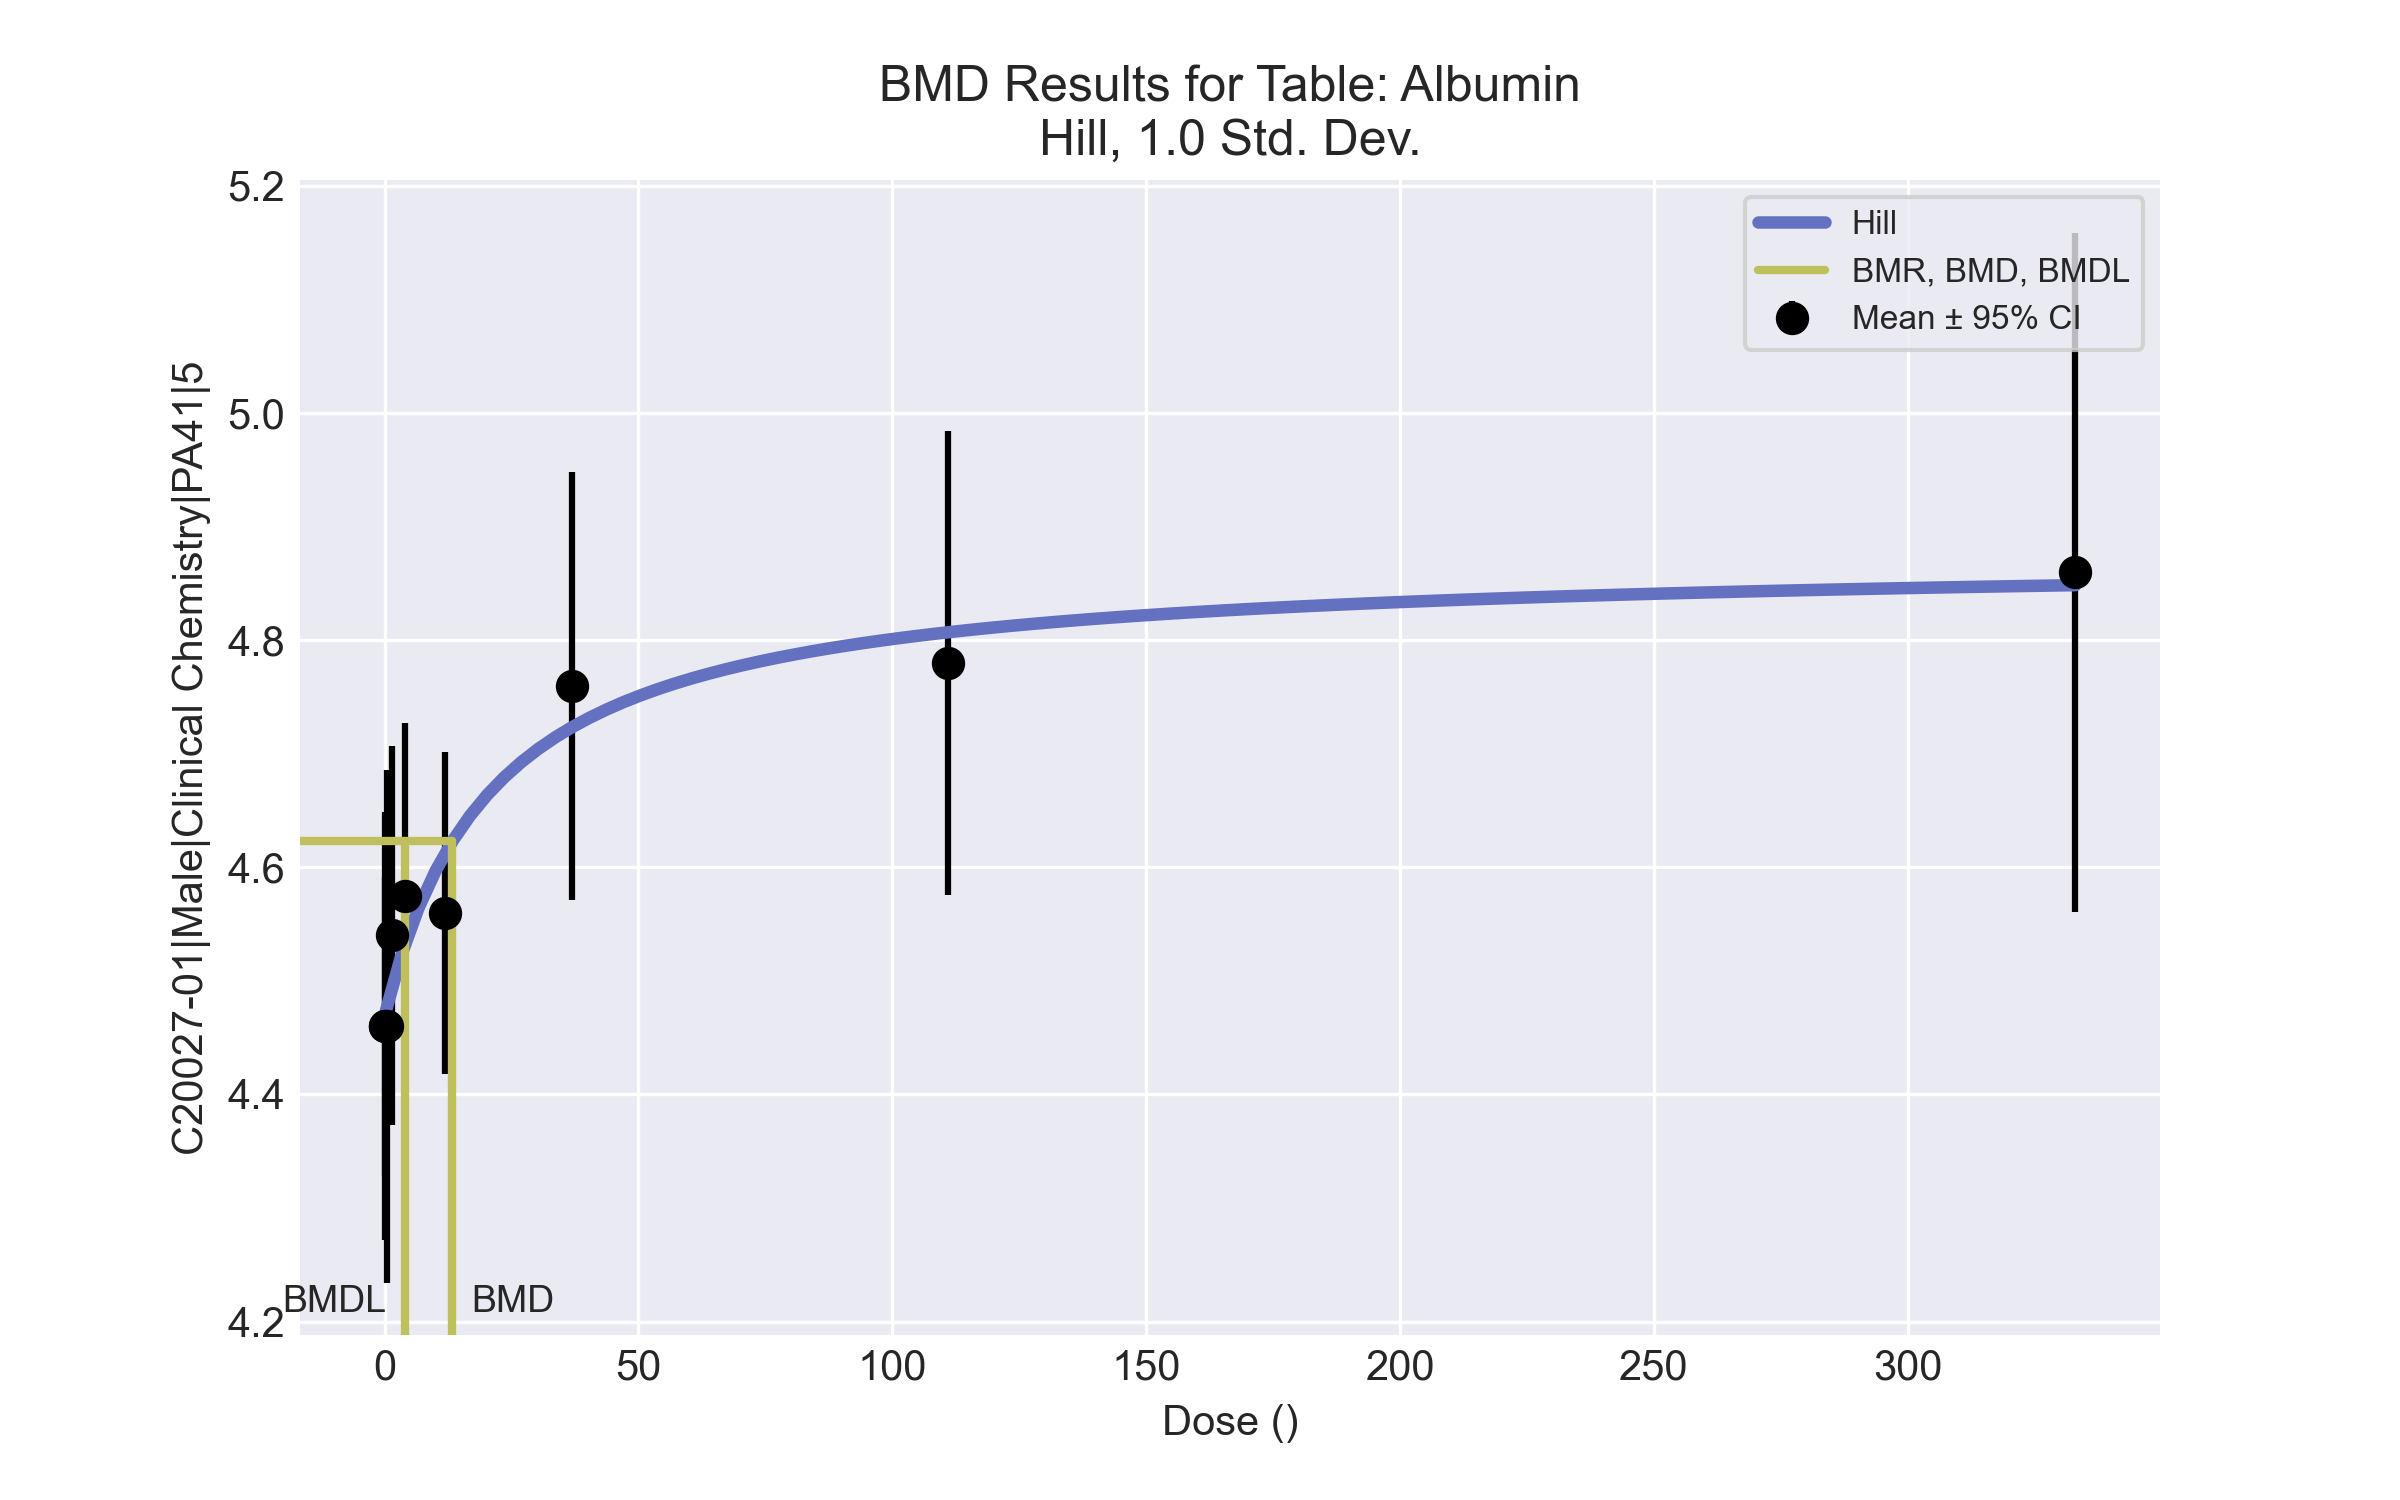 BMD Results for Table: Albumin
Hill, 1.0 Std. Dev.
C20027-01|Male|Clinical Chemistry|PA41|5
5.2
5.0
4.8
4.6
4.4
4.2
Hill
BMR, BMD, BMDL
Mean ± 95% CI
BMDL
BMD
0
50
100
150
200
250
300
Dose ()